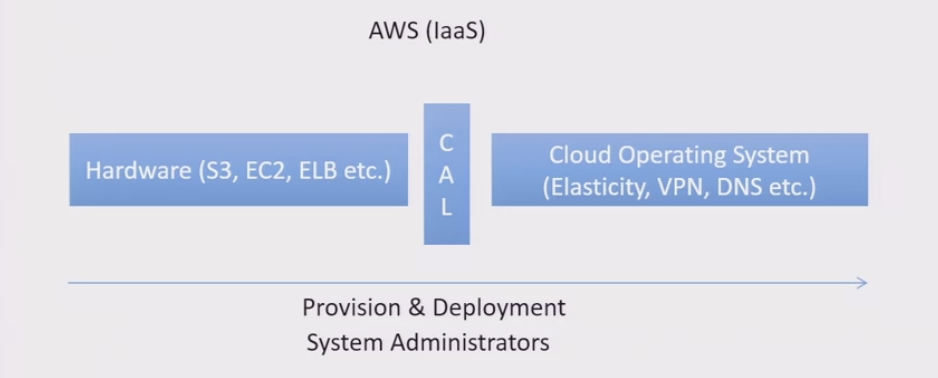 AWS (IaaS)
Hardware (S3, EC2, ELB etc.)
C
A
L
Cloud Operating System
(Elasticity, VPN, DNS etc.)
Provision & Deployment
System Administrators